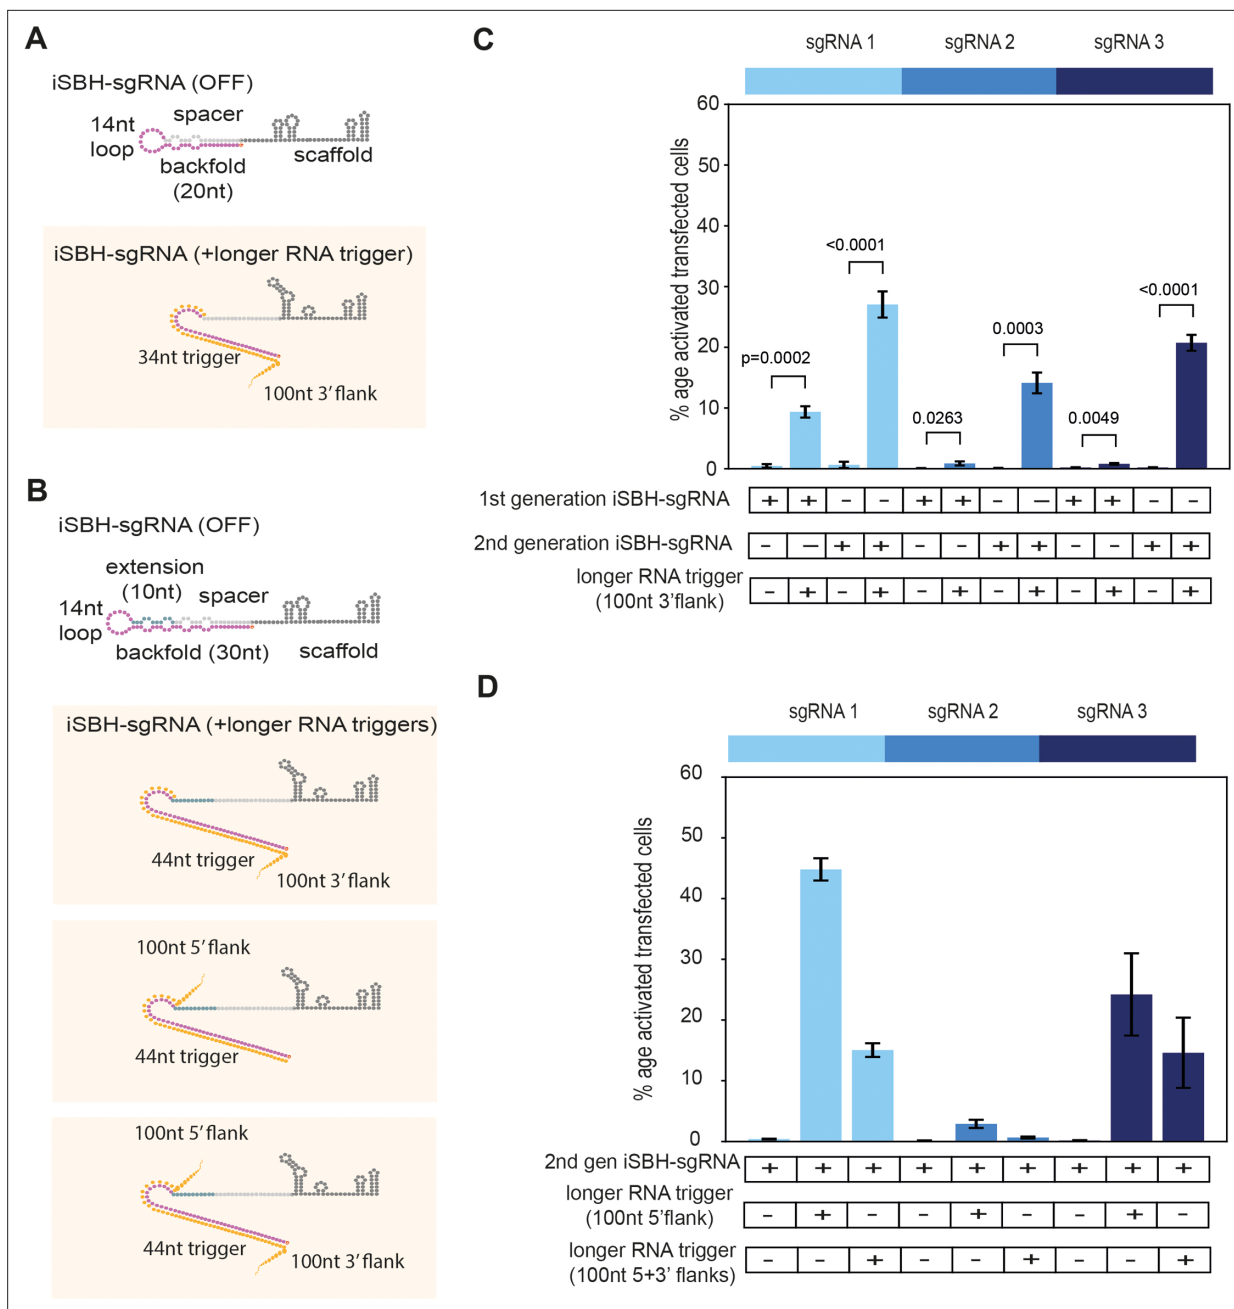 A
iSBH-sgRNA (OFF)
14nt
loop
spacer
backfold
(20nt)
scaffold
iSBH-sgRNA (+longer RNA trigger)
34nt trigger
100nt 3' flank
B
iSBH-sgRNA (OFF)
extension
(10nt)
spacer
14nt
loop
backfold (30nt)
scaffold
iSBH-sgRNA (+longer RNA triggers)
44nt trigger
100nt 3' flank
100nt 5' flank
44nt trigger
100nt 5' flank
44nt trigger
100nt 3' flank
C
sgRNA 1 sgRNA 2 sgRNA 3
% age activated transfected cells
60
50
40
30
20
10
0
p=0.0002
<0.0001
0.0263
0.0003
0.0049
<0.0001
1st generation iSBH-sgRNA + + - - + + - - + + - -
2nd generation iSBH-sgRNA - - + + - - + + - - + +
longer RNA trigger
(100nt 3'flank) - + - + - + - + - + - +
D
sgRNA 1 sgRNA 2 sgRNA 3
% age activated transfected cells
60
50
40
30
20
10
0
2nd gen iSBH-sgRNA + + + + + + + + +
longer RNA trigger
(100nt 5'flank) - + - - + - - + -
longer RNA trigger
(100nt 5+3' flanks) - - + - - + - - +